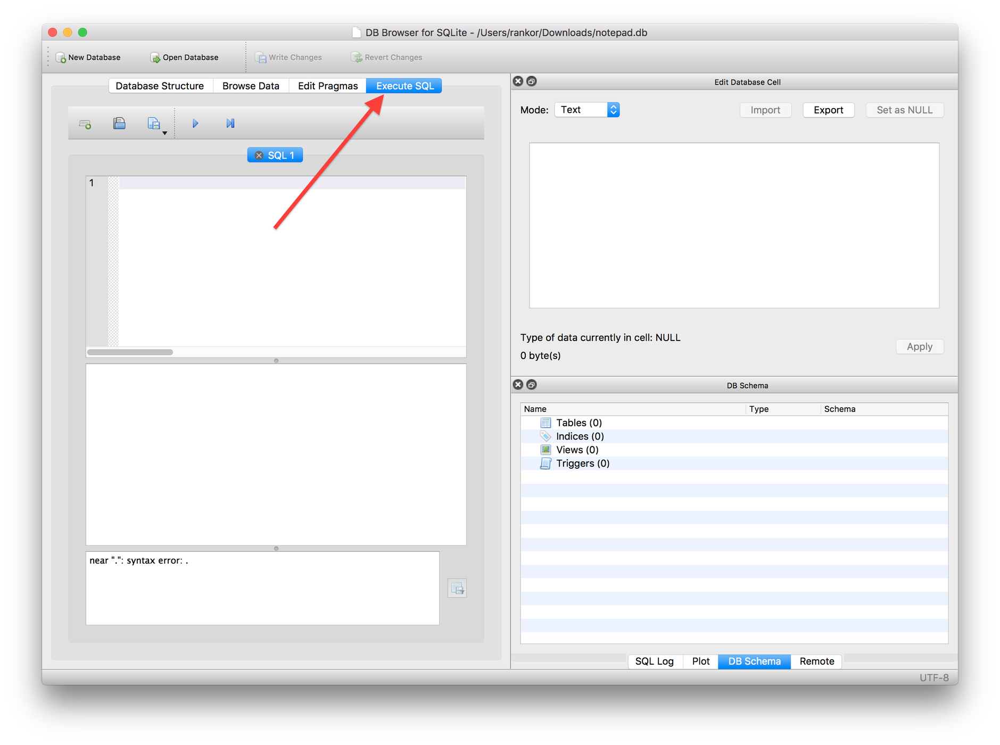 DB Browser for SQLite - /Users/rankor/Downloads/notepad.db
New Database Open Database Write Changes Revert Changes
Database Structure Browse Data Edit Pragmas Execute SQL
SQL 1
1
near ".": syntax error: .
Edit Database Cell
Mode: Text Import Export Set as NULL
Type of data currently in cell: NULL
0 byte(s)
Apply
DB Schema
Name Type Schema
Tables (0)
Indices (0)
Views (0)
Triggers (0)
SQL Log Plot DB Schema Remote
UTF-8